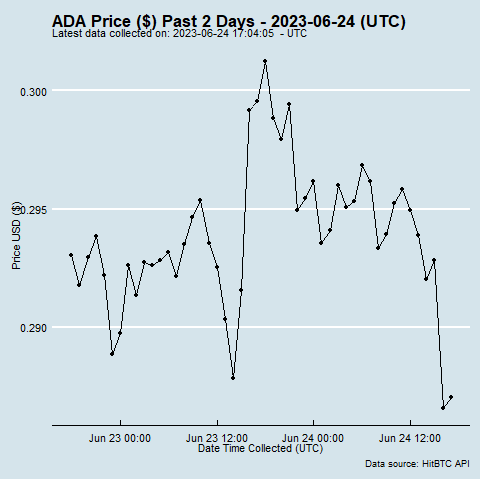 ADA Price ($) Past 2 Days - 2023-06-24 (UTC)
Latest data collected on: 2023-06-24 17:04:05 - UTC
0.300
0.295
0.290
Price USD ($)
Jun 23 00:00
Jun 23 12:00
Jun 24 00:00
Jun 24 12:00
Date Time Collected (UTC)
Data source: HitBTC API